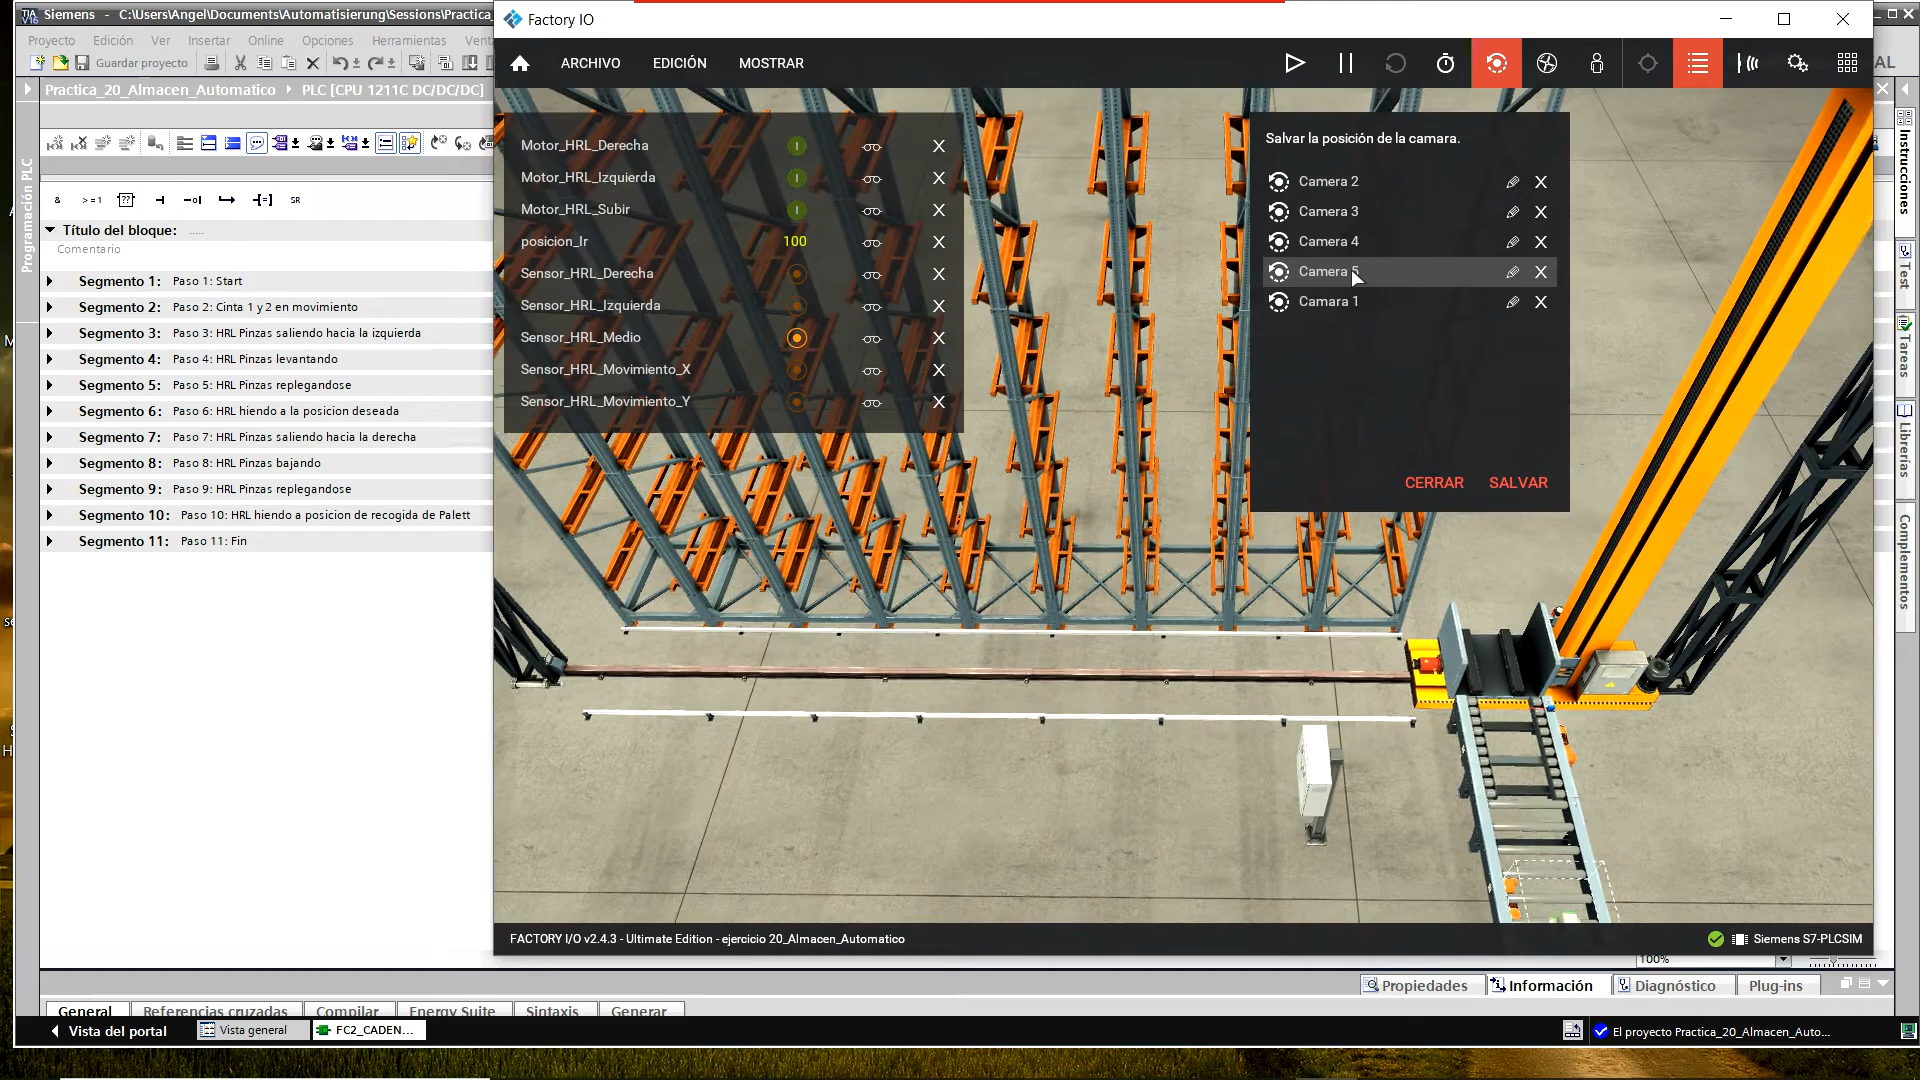 TIA V16 Siemens - C:\Users\Angel\Documents\Automatisierung\Sessions\Practica_
Factory IO
Proyecto Edición Ver Insertar Online Opciones Herramientas
Guardar proyecto
ARCHIVO EDICIÓN MOSTRAR
Practica_20_Almacen_Automatico PLC [CPU 1211C DC/DC/DC]
Programación PLC
& >=1 ?? SR
Título del bloque: .....
Comentario
Segmento 1: Paso 1: Start
Segmento 2: Paso 2: Cinta 1 y 2 en movimiento
Segmento 3: Paso 3: HRL Pinzas saliendo hacia la izquierda
Segmento 4: Paso 4: HRL Pinzas levantando
Segmento 5: Paso 5: HRL Pinzas replegandose
Segmento 6: Paso 6: HRL hiendo a la posicion deseada
Segmento 7: Paso 7: HRL Pinzas saliendo hacia la derecha
Segmento 8: Paso 8: HRL Pinzas bajando
Segmento 9: Paso 9: HRL Pinzas replegandose
Segmento 10: Paso 10: HRL hiendo a posicion de recogida de Palett
Segmento 11: Paso 11: Fin
Motor_HRL_Derecha X
Motor_HRL_Izquierda X
Motor_HRL_Subir X
posicion_Ir 100 X
Sensor_HRL_Derecha X
Sensor_HRL_Izquierda X
Sensor_HRL_Medio X
Sensor_HRL_Movimiento_X X
Sensor_HRL_Movimiento_Y X
Salvar la posición de la camara.
Camera 2 X
Camera 3 X
Camera 4 X
Camera 5 X
Camara 1 X
CERRAR SALVAR
AL
Instrucciones
Test
Tareas
Librerías
Complementos
FACTORY I/O v2.4.3 - Ultimate Edition - ejercicio 20_Almacen_Automatico
Siemens S7-PLCSIM
100%
Propiedades Información Diagnóstico Plug-ins
General Referencias cruzadas Compilar Energy Suite Sintaxis Generar
Vista del portal Vista general FC2_CADEN...
El proyecto Practica_20_Almacen_Auto...